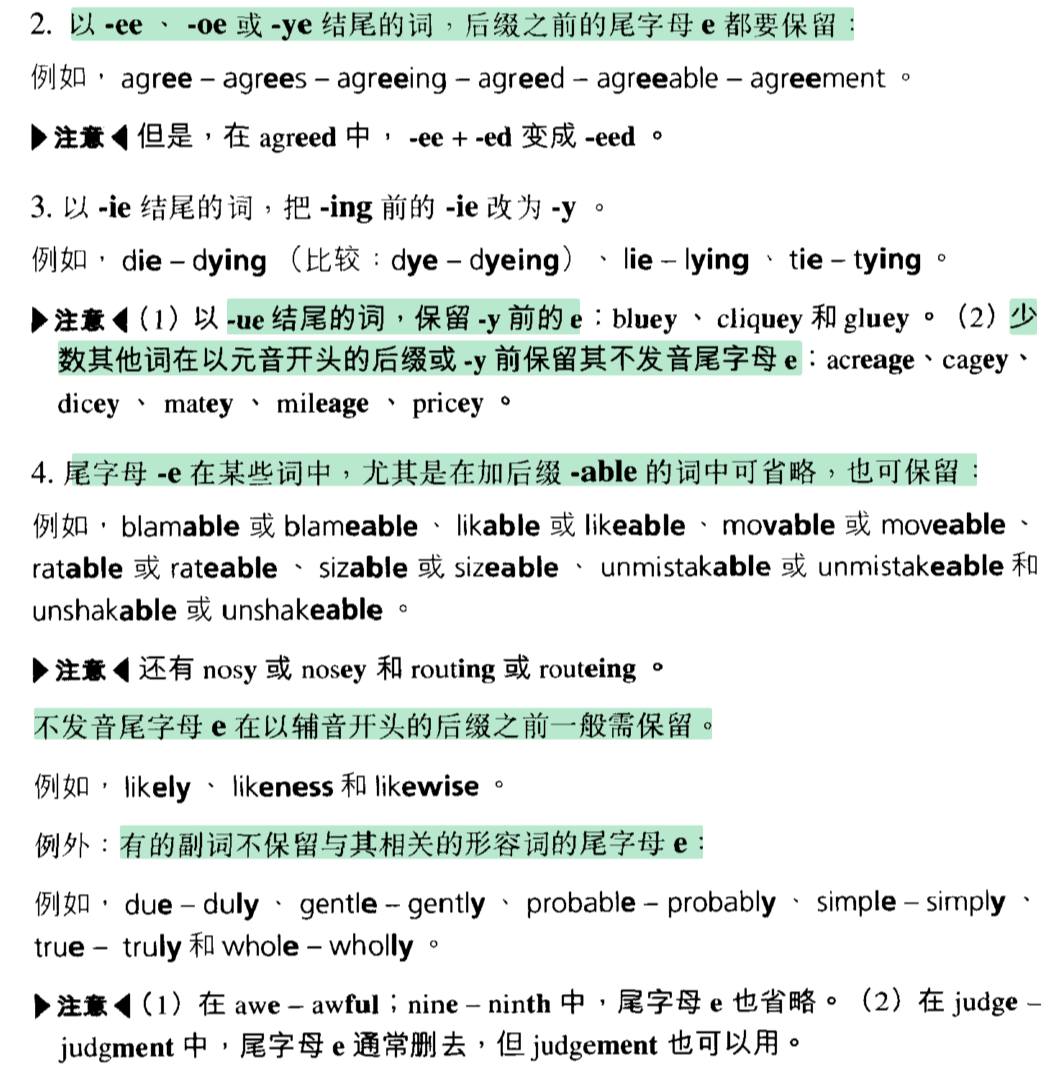 2. 以 -ee 、 -oe 或 -ye 结尾的词，后缀之前的尾字母 e 都要保留：
例如， agree – agrees – agreeing – agreed – agreeable – agreement 。
▶注意◀ 但是，在 agreed 中， -ee + -ed 变成 -eed 。
3. 以 -ie 结尾的词，把 -ing 前的 -ie 改为 -y 。
例如， die – dying （比较：dye – dyeing） 、 lie – lying 、 tie – tying 。
▶注意◀（1）以 -ue 结尾的词，保留 -y 前的 e：bluey 、 cliquey 和 gluey 。（2）少
数其他词在以元音开头的后缀或 -y 前保留其不发音尾字母 e：acreage、cagey、
dicey 、 matey 、 mileage 、 pricey 。
4. 尾字母 -e 在某些词中，尤其是在加后缀 -able 的词中可省略，也可保留：
例如， blamable 或 blameable 、 likable 或 likeable 、 movable 或 moveable 、
ratable 或 rateable 、 sizable 或 sizeable 、 unmistakable 或 unmistakeable 和
unshakable 或 unshakeable 。
▶注意◀ 还有 nosy 或 nosey 和 routing 或 routeing 。
不发音尾字母 e 在以辅音开头的后缀之前一般需保留。
例如， likely 、 likeness 和 likewise 。
例外：有的副词不保留与其相关的形容词的尾字母 e：
例如， due – duly 、 gentle – gently 、 probable – probably 、 simple – simply 、
true – truly 和 whole – wholly 。
▶注意◀（1）在 awe – awful；nine – ninth 中，尾字母 e 也省略。（2）在 judge –
judgment 中，尾字母 e 通常删去，但 judgement 也可以用。